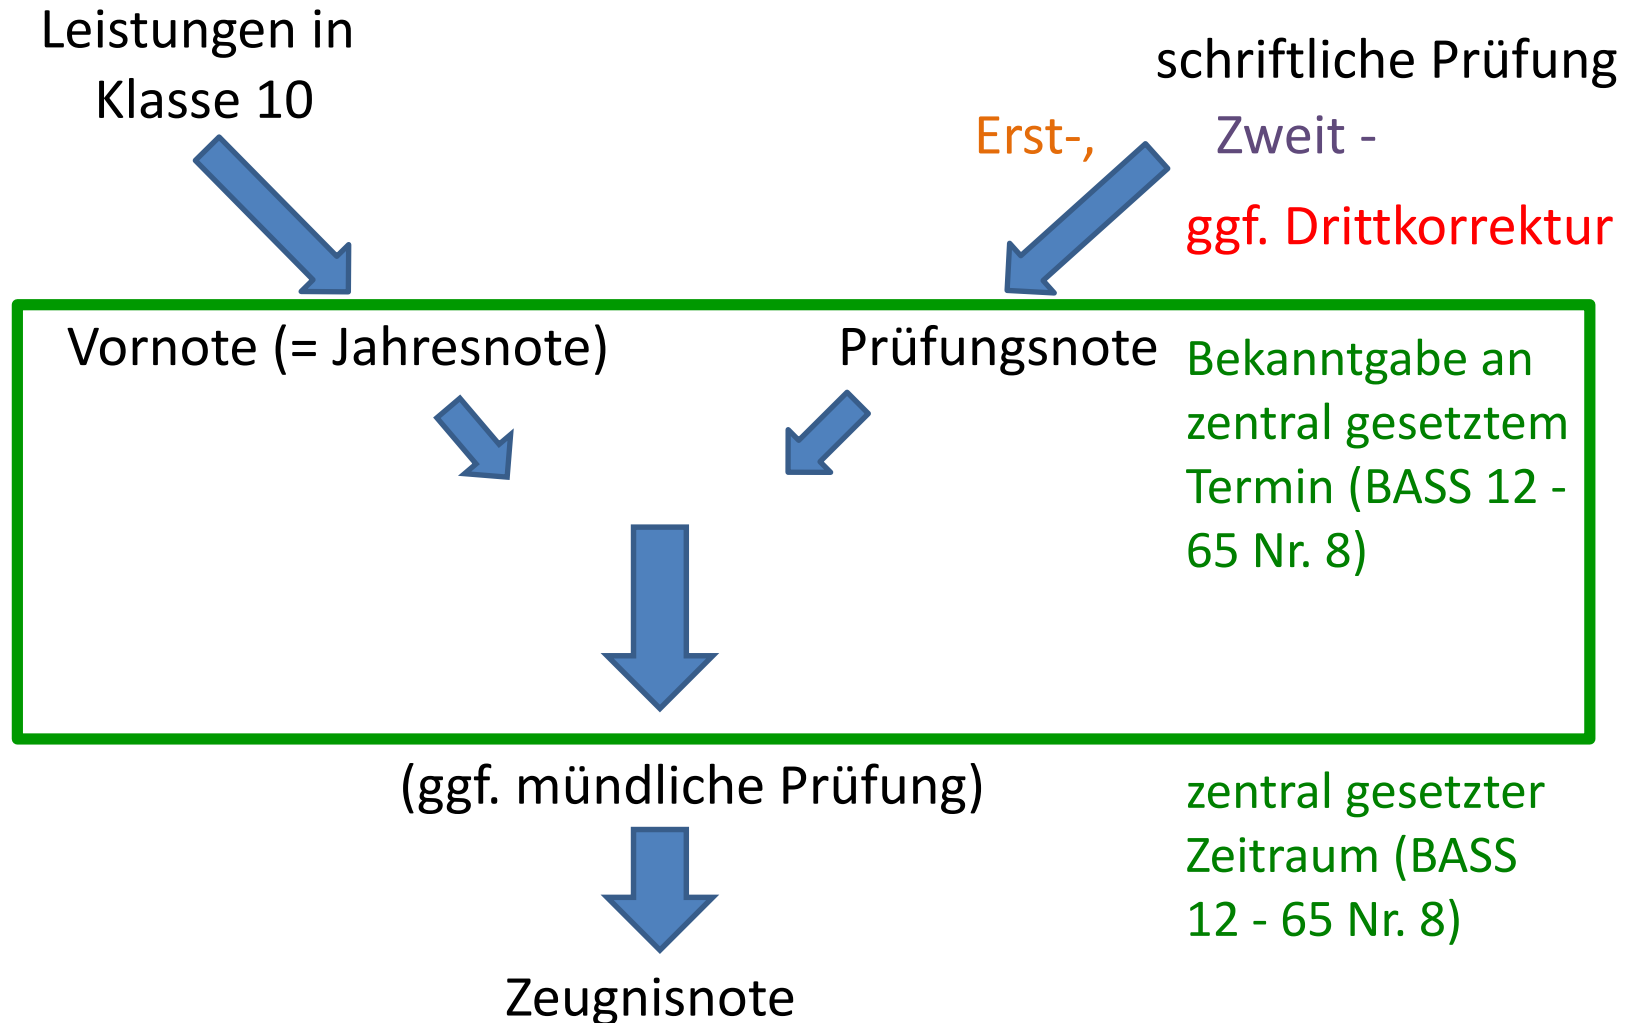 Leistungen in
Klasse 10
schriftliche Prüfung
Erst-, Zweit -
ggf. Drittkorrektur
Vornote (= Jahresnote)
Prüfungsnote
Bekanntgabe an
zentral gesetztem
Termin (BASS 12 -
65 Nr. 8)
(ggf. mündliche Prüfung)
zentral gesetzter
Zeitraum (BASS
12 - 65 Nr. 8)
Zeugnisnote